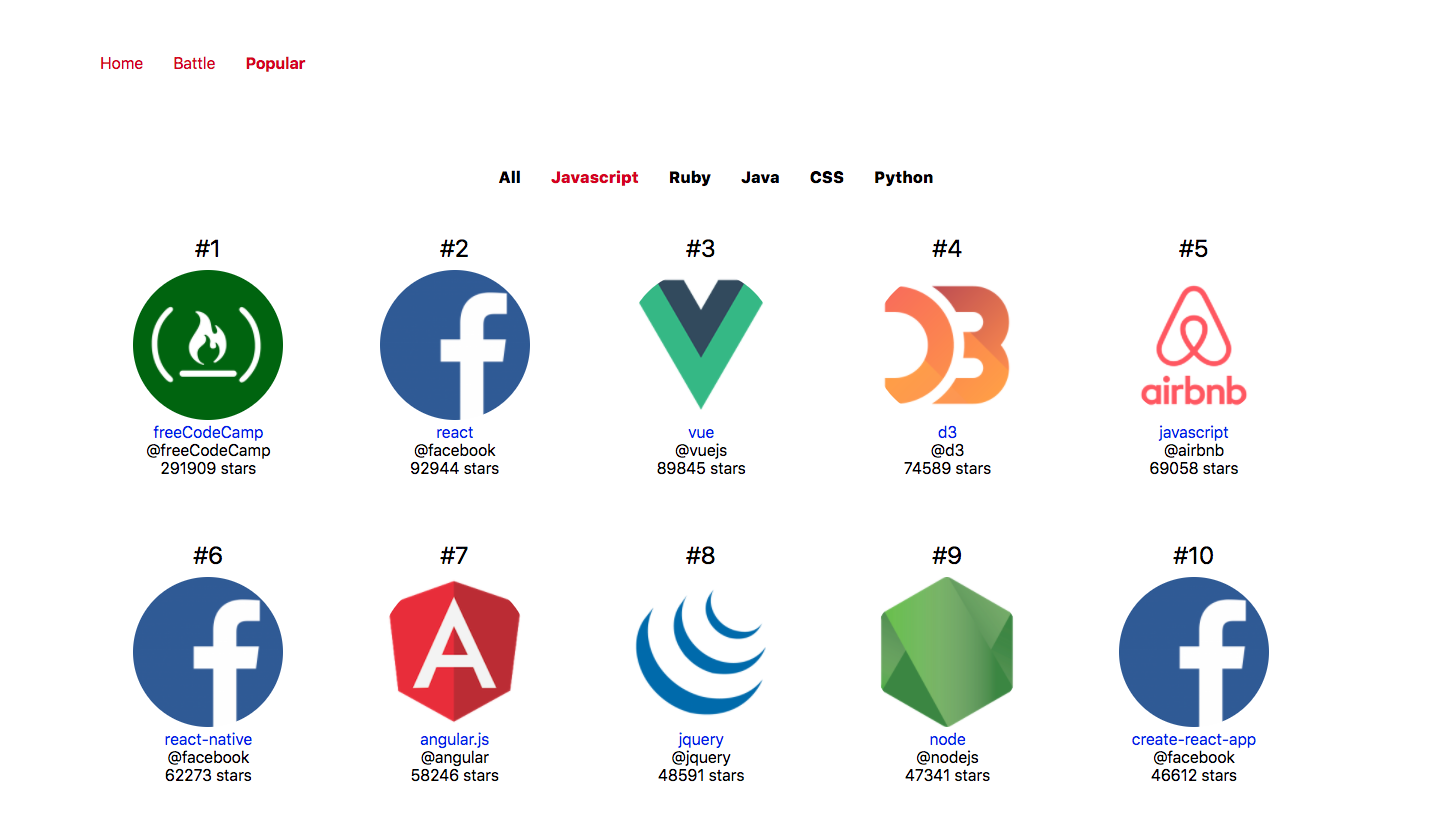 Home Battle Popular
All Javascript Ruby Java CSS Python
#1 #2 #3 #4 #5
airbnb
freeCodeCamp react vue d3 javascript
@freeCodeCamp @facebook @vuejs @d3 @airbnb
291909 stars 92944 stars 89845 stars 74589 stars 69058 stars
#6 #7 #8 #9 #10
react-native angular.js jquery node create-react-app
@facebook @angular @jquery @nodejs @facebook
62273 stars 58246 stars 48591 stars 47341 stars 46612 stars